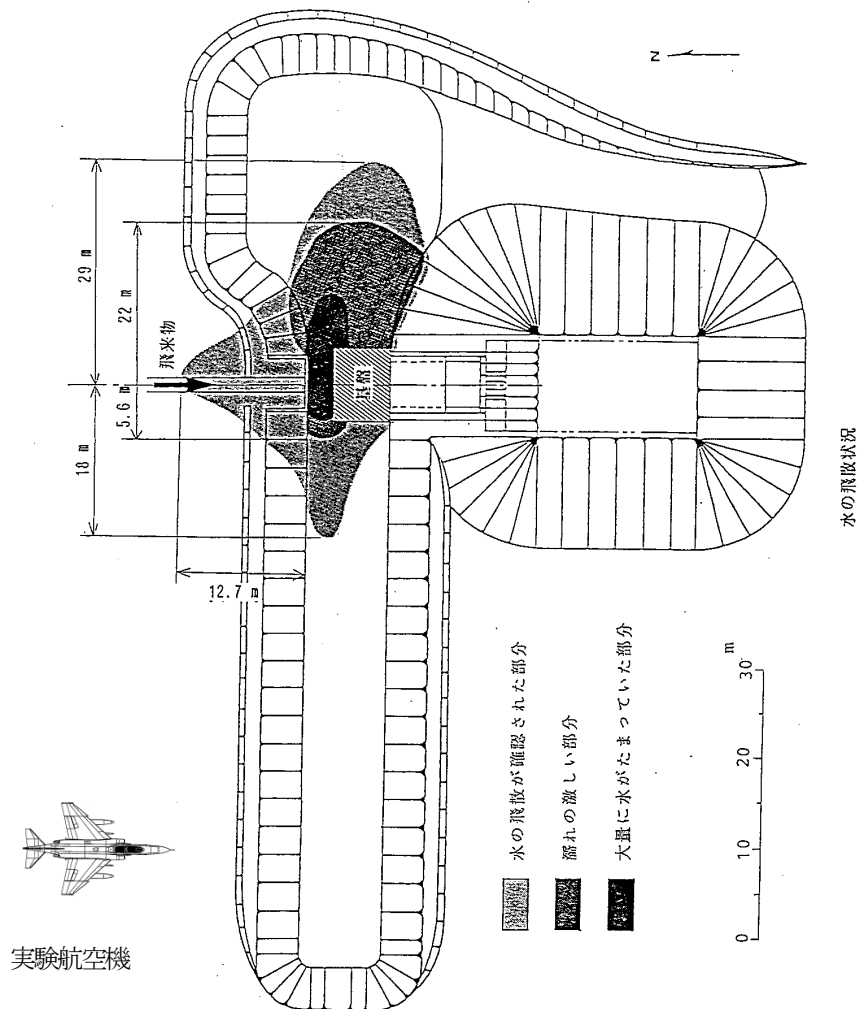 N
29 m
22 m
飛来物
5.6 m
18 m
12.7 m
基盤
水の飛散状況
水の飛散が確認された部分
濡れの激しい部分
大量に水がたまっていた部分
0 10 20 30 m
実験航空機